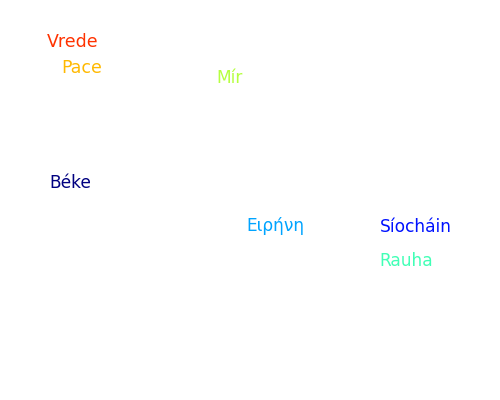 Vrede
Pace
Mír
Béke
Ειρήνη
Síocháin
Rauha